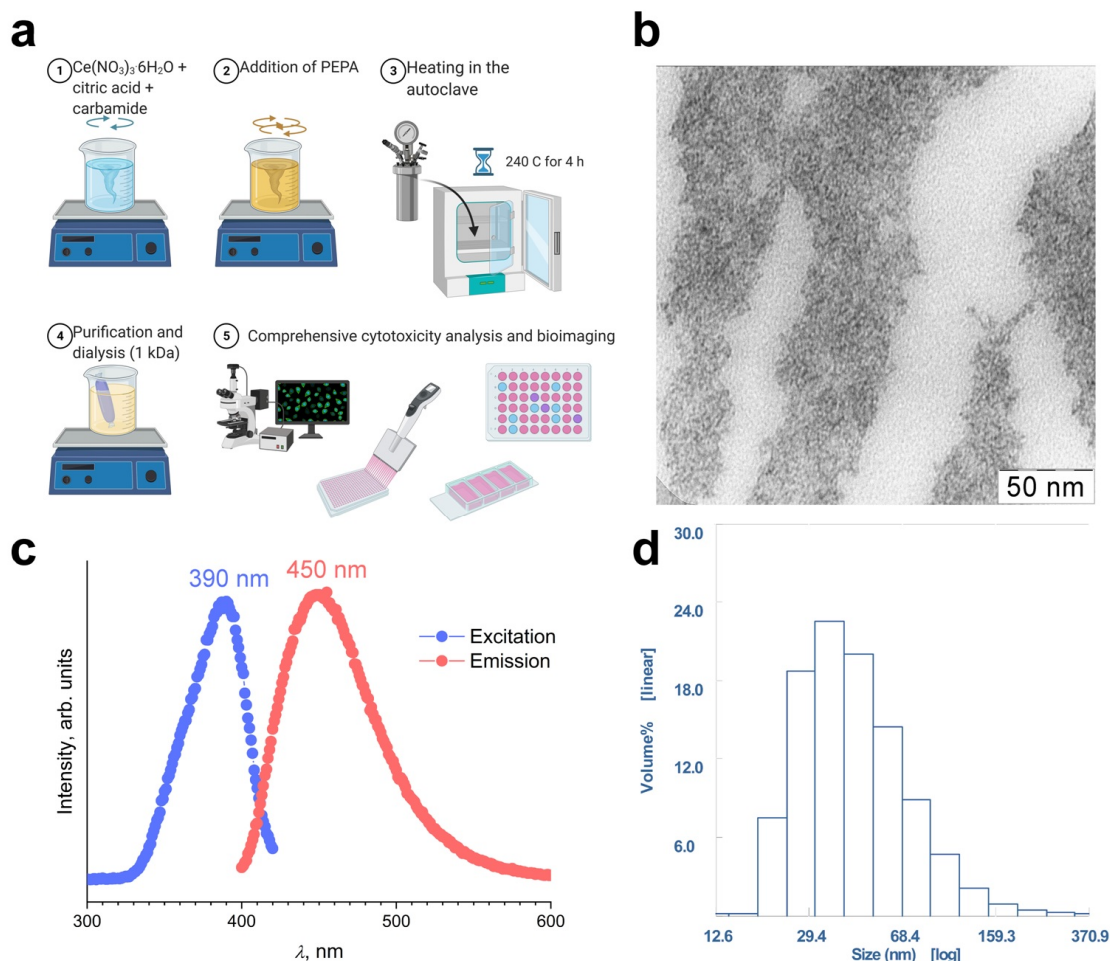 a
1 Ce(NO3)3·6H2O +
citric acid +
carbamide
2 Addition of PEPA
3 Heating in the
autoclave
240 C for 4 h
4 Purification and
dialysis (1 kDa)
5 Comprehensive cytotoxicity analysis and bioimaging
b
50 nm
c
390 nm
450 nm
Excitation
Emission
Intensity, arb. units
300
400
500
600
λ, nm
d
30.0
24.0
18.0
12.0
6.0
Volume% [linear]
12.6
29.4
68.4
159.3
370.9
Size (nm) [log]